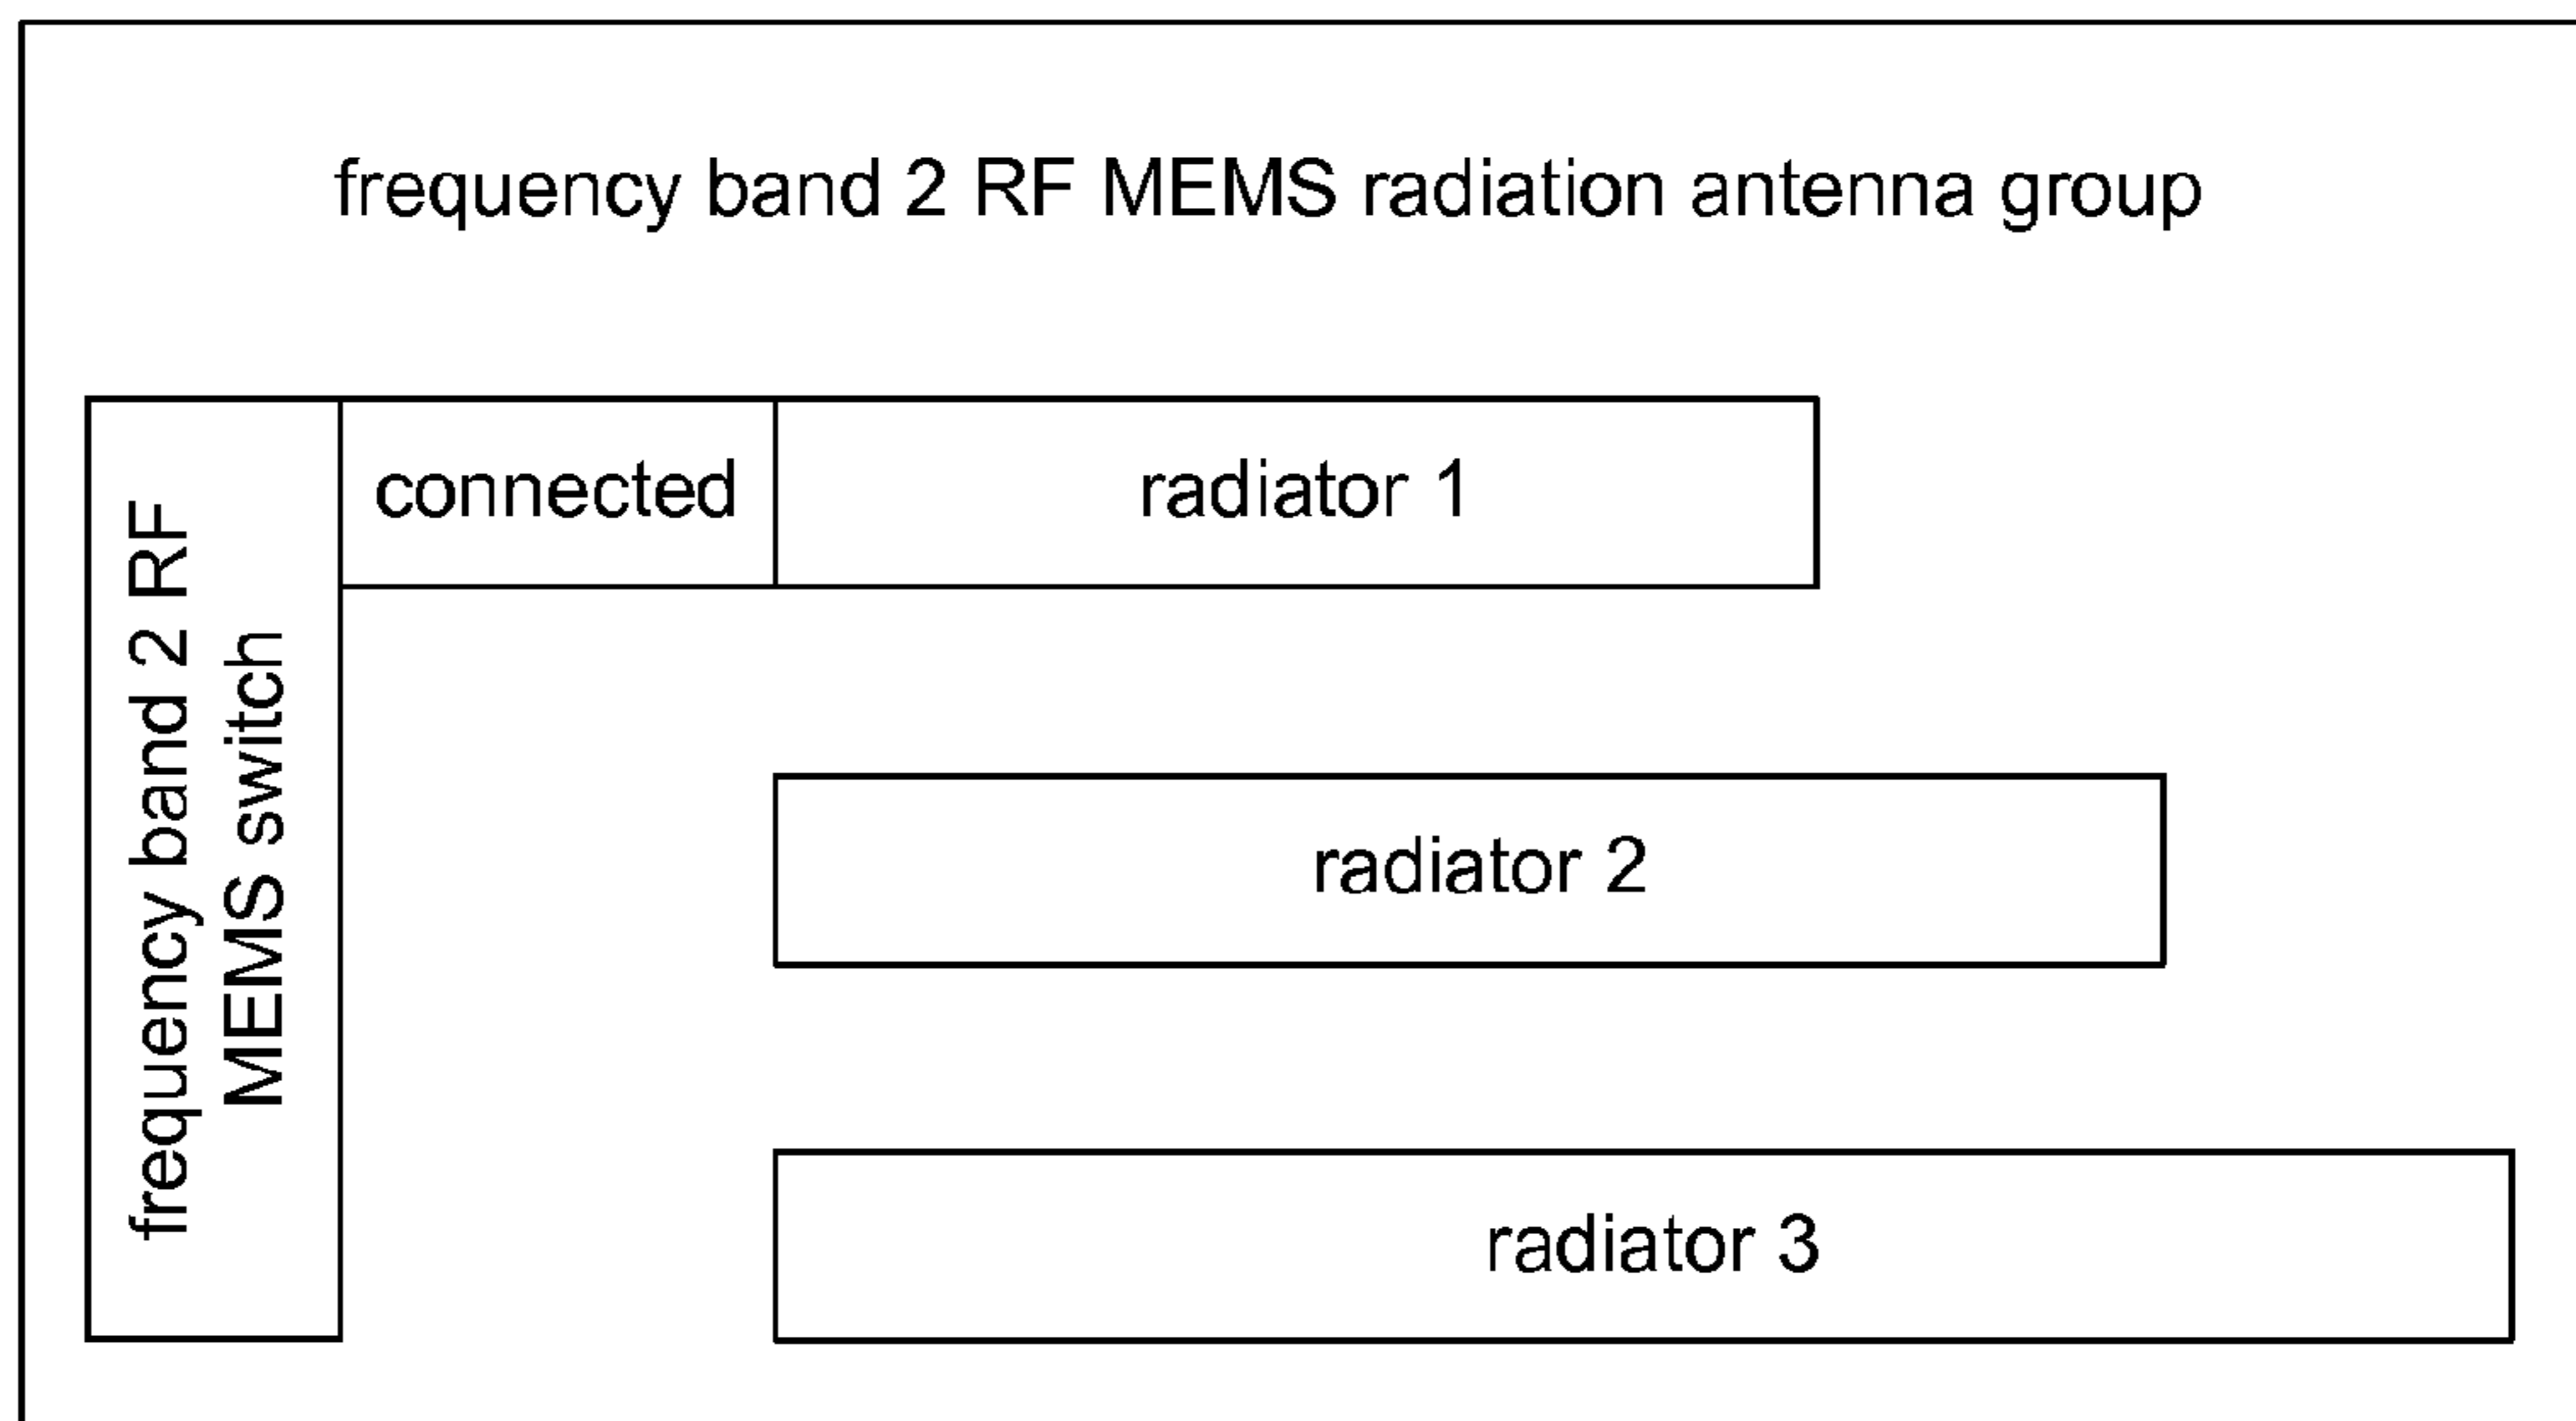 frequency band 2 RF MEMS radiation antenna group
frequency band 2 RF
MEMS switch
connected
radiator 1
radiator 2
radiator 3